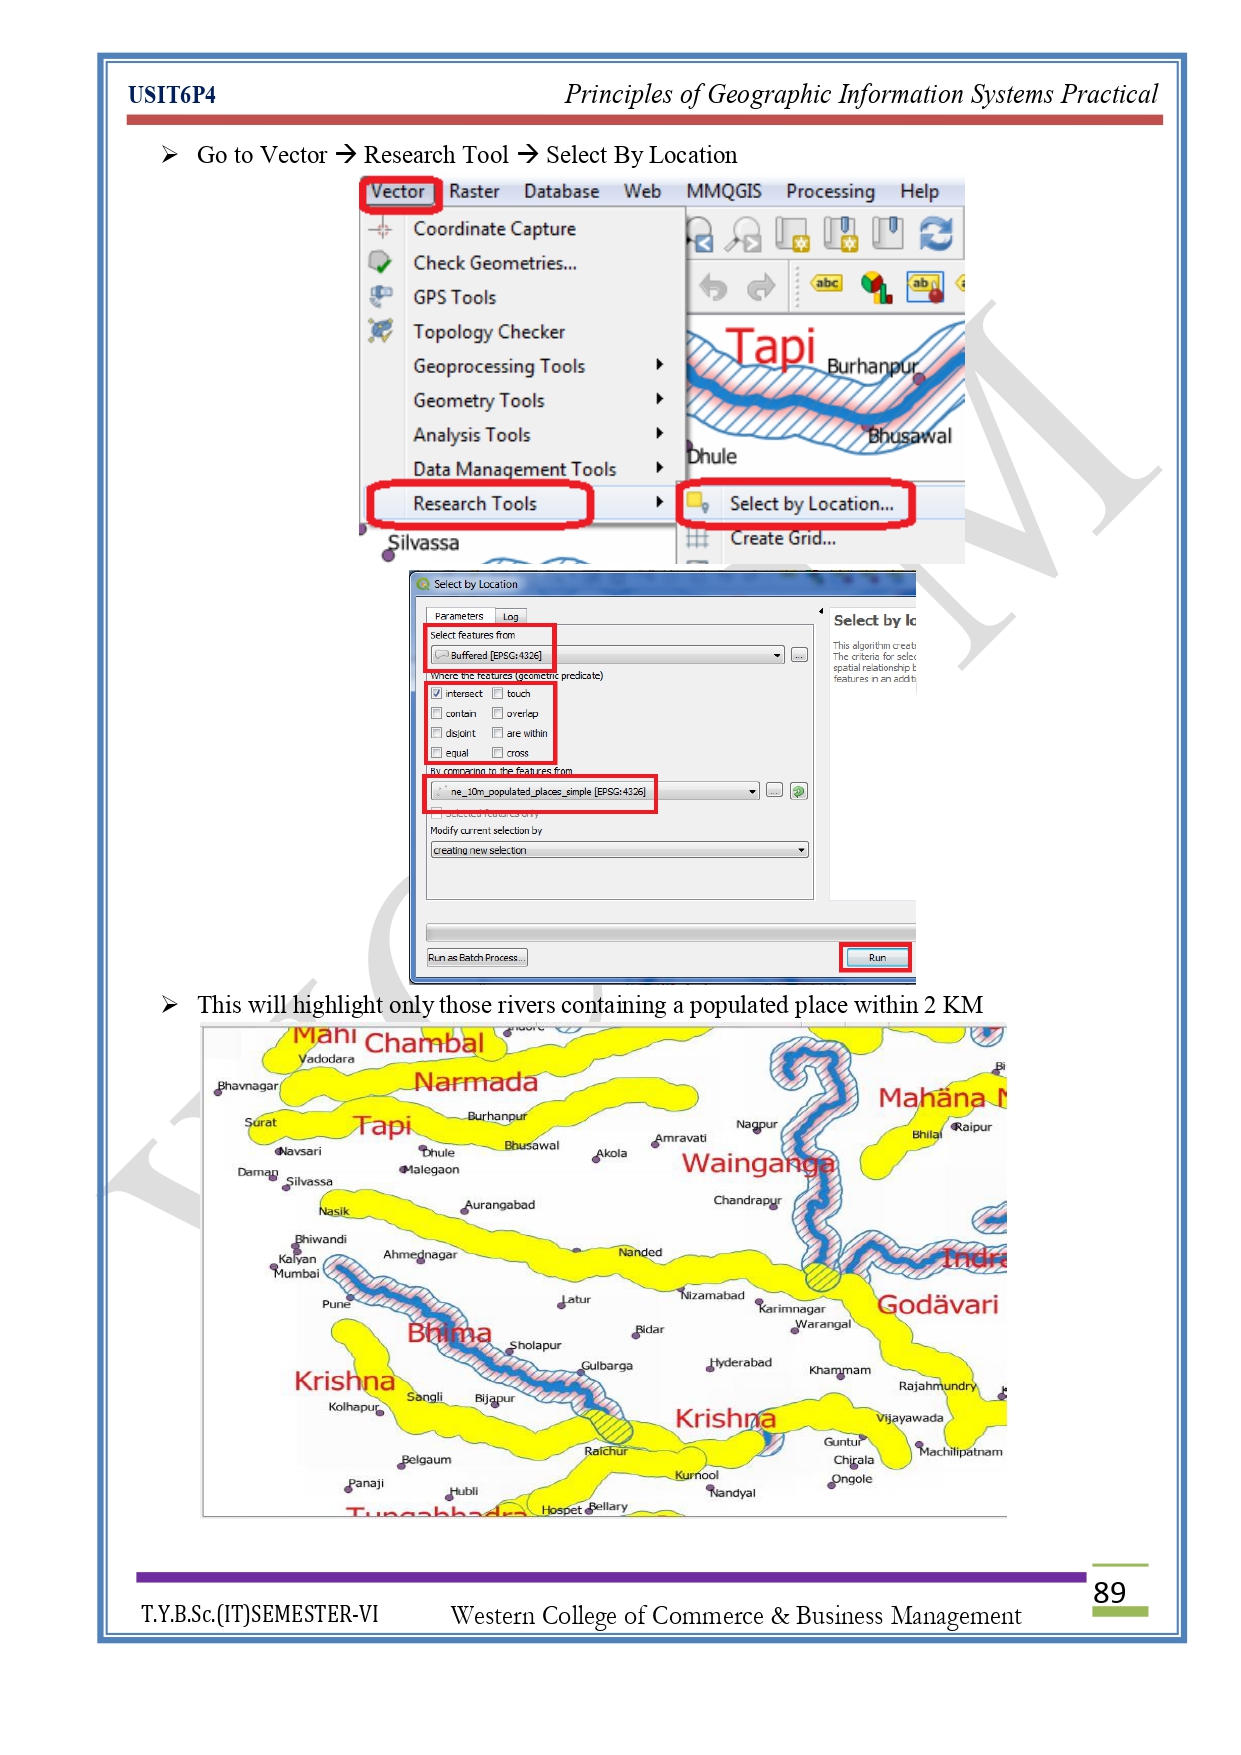 USIT6P4 Principles of Geographic Information Systems Practical
➢ Go to Vector → Research Tool → Select By Location
Vector Raster Database Web MMQGIS Processing Help
Coordinate Capture
Check Geometries...
GPS Tools
Topology Checker
Geoprocessing Tools
Geometry Tools
Analysis Tools
Data Management Tools
Research Tools
Select by Location...
Create Grid...
abc
ab
Tapi
Burhanpur
Bhusawal
Dhule
Silvassa
Select by Location
Parameters Log
Select features from
Buffered [EPSG:4326]
Where the features (geometric predicate)
intersect touch
contain overlap
disjoint are within
equal cross
By comparing to the features from
ne_10m_populated_places_simple [EPSG:4326]
Selected features only
Modify current selection by
creating new selection
Run as Batch Process...
Run
Select by lo
This algorithm creat
The criteria for selec
spatial relationship b
features in an additi
➢ This will highlight only those rivers containing a populated place within 2 KM
Mahi Chambal
Vadodara
Bhavnagar
Narmada
Surat
Tapi
Burhanpur
Bhusawal
Navsari
Dhule
Malegaon
Akola
Amravati
Nagpur
Mahäna N
Bhilai
Raipur
Bi
Daman
Silvassa
Wainganga
Chandrapur
Nasik
Aurangabad
Bhiwandi
Kalyan
Mumbai
Ahmednagar
Nanded
Indra
Pune
Latur
Nizamabad
Karimnagar
Godävari
Warangal
Bhima
Sholapur
Bidar
Gulbarga
Hyderabad
Khammam
Krishna
Sangli
Bijapur
Kolhapur
Rajahmundry
Krishna
Vijayawada
Raichur
Guntur
Machilipatnam
Chirala
Ongole
Belgaum
Kurnool
Nandyal
Panaji
Hubli
Hospet
Bellary
Tungabhadra
89
T.Y.B.Sc.(IT)SEMESTER-VI Western College of Commerce & Business Management